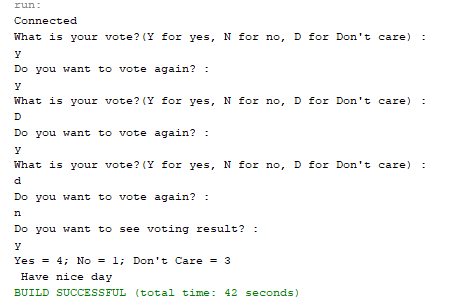 run:
Connected
What is your vote?(Y for yes, N for no, D for Don't care) :
y
Do you want to vote again? :
y
What is your vote?(Y for yes, N for no, D for Don't care) :
D
Do you want to vote again? :
y
What is your vote?(Y for yes, N for no, D for Don't care) :
d
Do you want to vote again? :
n
Do you want to see voting result? :
y
Yes = 4; No = 1; Don't Care = 3
Have nice day
BUILD SUCCESSFUL (total time: 42 seconds)